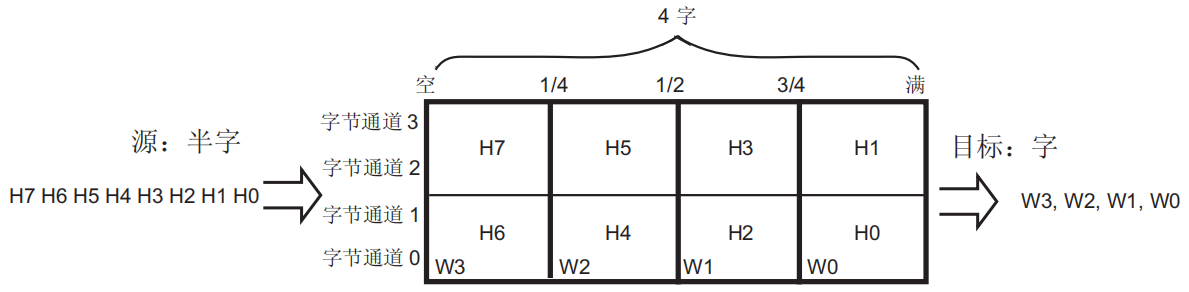 4 字
空 1/4 1/2 3/4 满
字节通道 3
源：半字
H7 H5 H3 H1
目标：字
字节通道 2
H7 H6 H5 H4 H3 H2 H1 H0
W3, W2, W1, W0
字节通道 1
H6 H4 H2 H0
字节通道 0
W3 W2 W1 W0